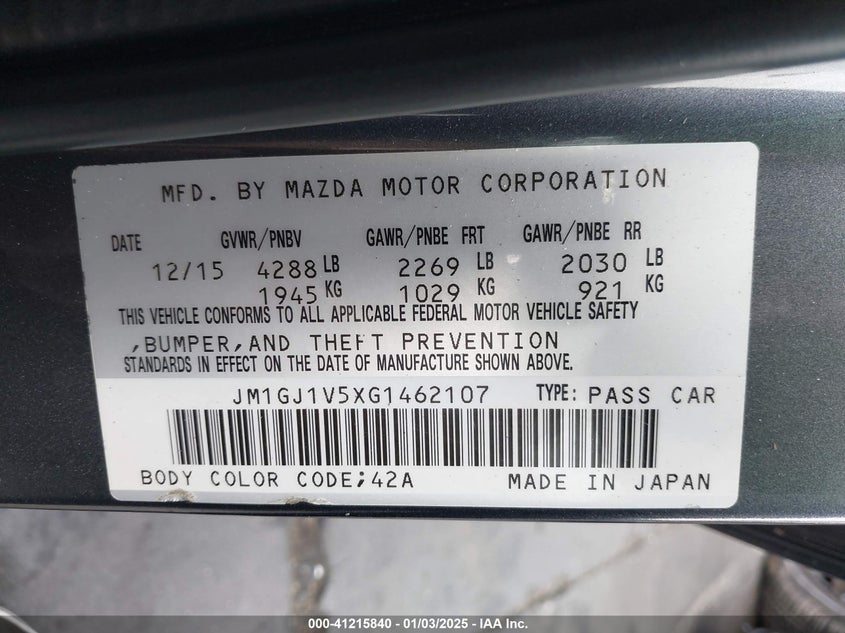 MFD. BY MAZDA MOTOR CORPORATION
DATE GVWR/PNBV GAWR/PNBE FRT GAWR/PNBE RR
12/15 4288 LB 2269 LB 2030 LB
1945 KG 1029 KG 921 KG
THIS VEHICLE CONFORMS TO ALL APPLICABLE FEDERAL MOTOR VEHICLE SAFETY
,BUMPER,AND THEFT PREVENTION
STANDARDS IN EFFECT ON THE DATE OF MANUFACTURE SHOWN ABOVE.
JM1GJ1V5XG1462107 TYPE: PASS CAR
BODY COLOR CODE;42A MADE IN JAPAN
000-41215840 - 01/03/2025 - IAA Inc.